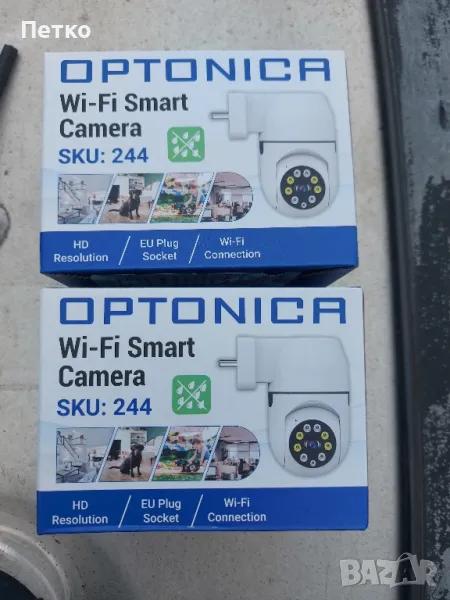 Петко
OPTONICA
Wi-Fi Smart
Camera
SKU: 244
HD
Resolution
/ EU Plug
Socket
/ Wi-Fi
Connection
OPTONICA
Wi-Fi Smart
Camera
SKU: 244
HD
Resolution
/ EU Plug
Socket
/ Wi-Fi
Connection
BAZAR